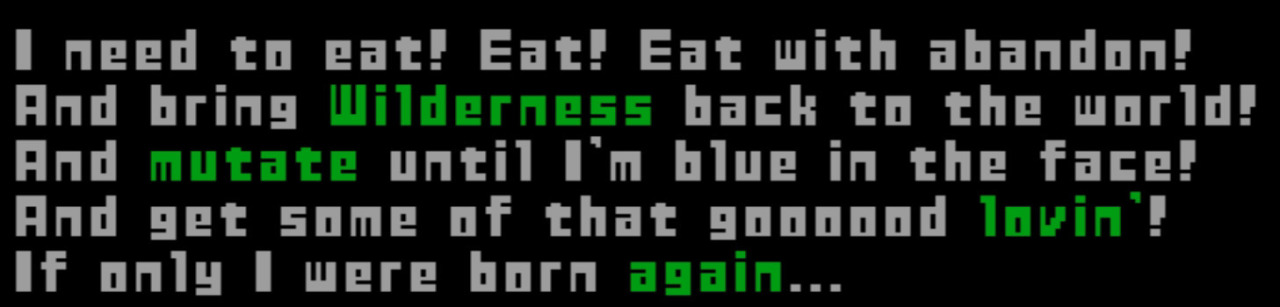 I need to eat! Eat! Eat with abandon!
And bring Wilderness back to the world!
And mutate until I'm blue in the face!
And get some of that goooood lovin'!
If only I were born again...